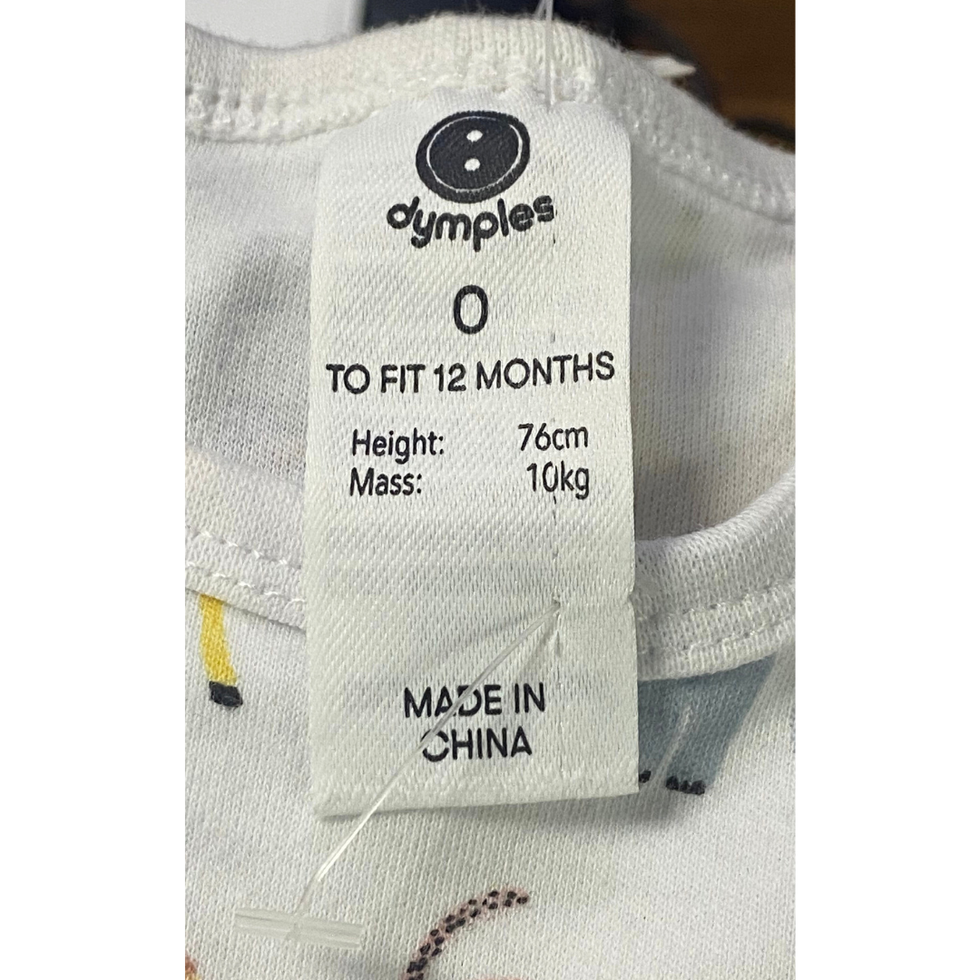 dymples
0
TO FIT 12 MONTHS
Height: 76cm
Mass: 10kg
MADE IN
CHINA